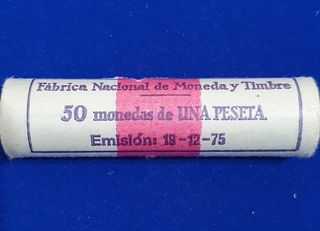 Fábrica Nacional de Moneda y Timbre
50 monedas de UNA PESETA.
Emisión: 19-12-75